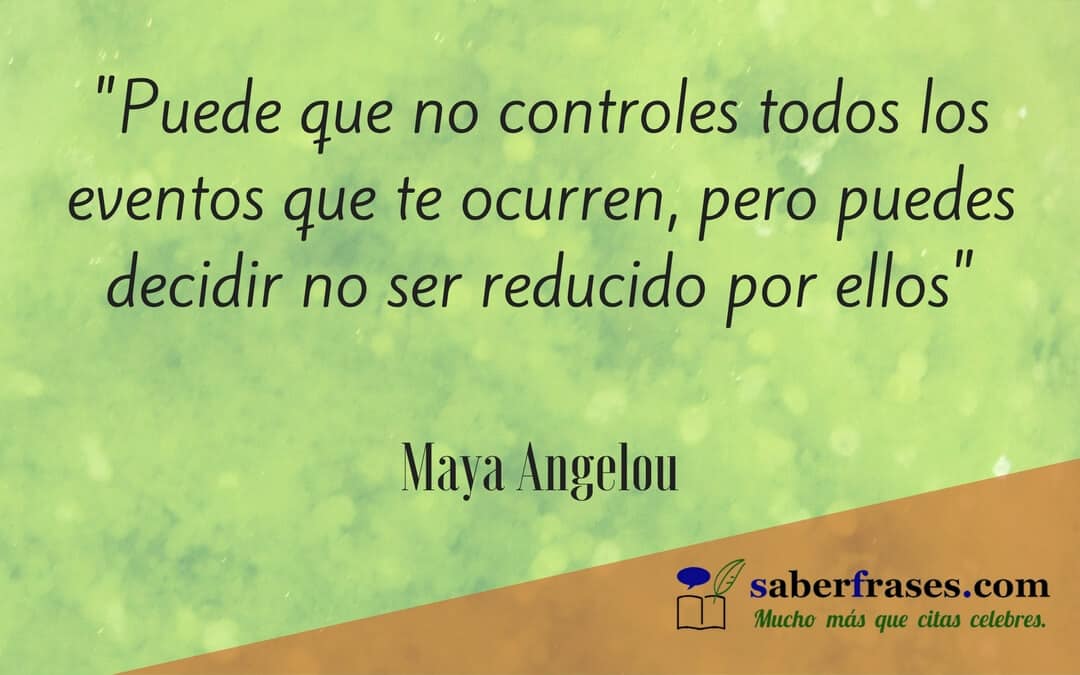 "Puede que no controles todos los
eventos que te ocurren, pero puedes
decidir no ser reducido por ellos"
Maya Angelou
saberfrases.com
Mucho más que citas celebres.